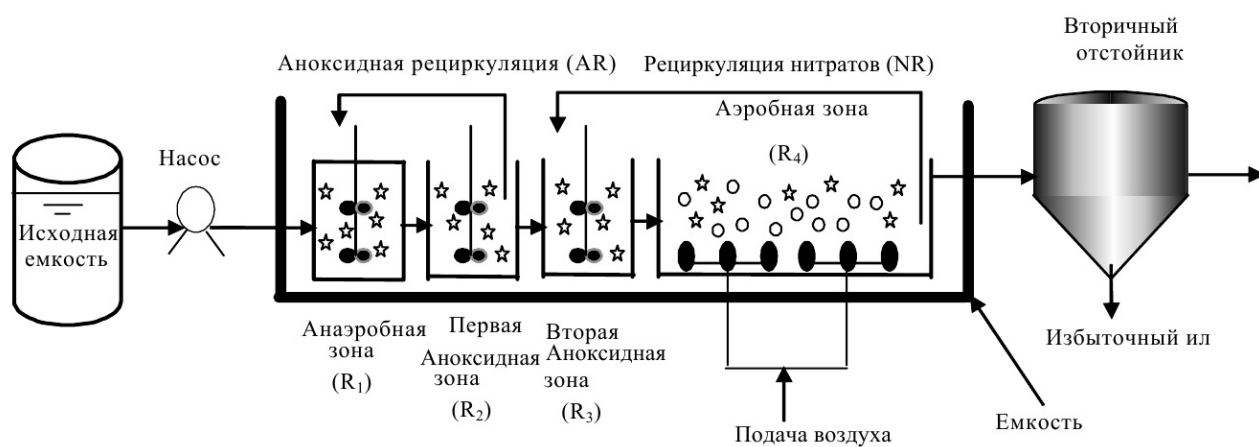 Вторичный
отстойник
Аноксидная рециркуляция (AR)
Рециркуляция нитратов (NR)
Аэробная зона
(R4)
Насос
Исходная
емкость
Анаэробная
зона
(R1)
Первая
Аноксидная
зона
(R2)
Вторая
Аноксидная
зона
(R3)
Избыточный ил
Емкость
Подача воздуха